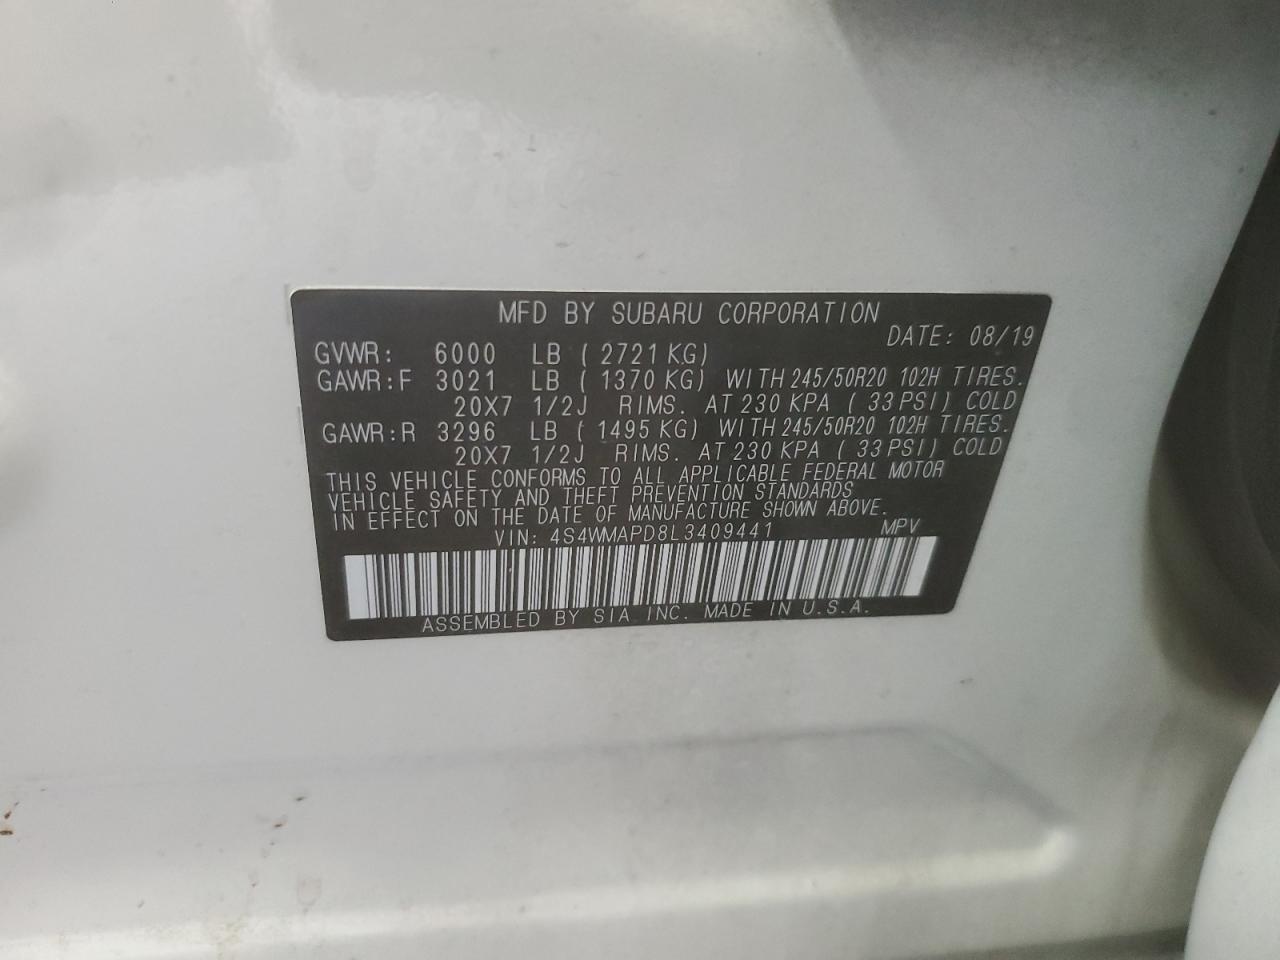 MFD BY SUBARU CORPORATION
DATE: 08/19
GVWR: 6000 LB ( 2721 KG)
GAWR:F 3021 LB ( 1370 KG) WITH 245/50R20 102H TIRES.
20X7 1/2J RIMS. AT 230 KPA ( 33 PSI) COLD
GAWR:R 3296 LB ( 1495 KG) WITH 245/50R20 102H TIRES.
20X7 1/2J RIMS. AT 230 KPA ( 33 PSI) COLD
THIS VEHICLE CONFORMS TO ALL APPLICABLE FEDERAL MOTOR
VEHICLE SAFETY AND THEFT PREVENTION STANDARDS
IN EFFECT ON THE DATE OF MANUFACTURE SHOWN ABOVE.
VIN: 4S4WMAPD8L3409441 MPV
ASSEMBLED BY SIA INC. MADE IN U.S.A.